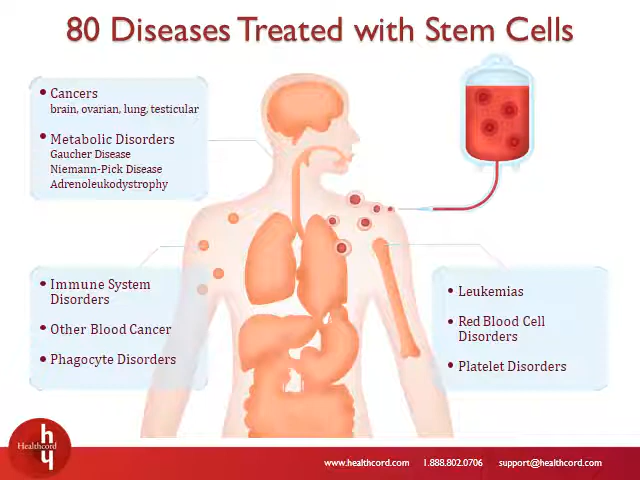 80 Diseases Treated with Stem Cells
• Cancers
brain, ovarian, lung, testicular
• Metabolic Disorders
Gaucher Disease
Niemann-Pick Disease
Adrenoleukodystrophy
• Immune System
Disorders
• Other Blood Cancer
• Phagocyte Disorders
• Leukemias
• Red Blood Cell
Disorders
• Platelet Disorders
h
Healthcord
h
www.healthcord.com 1.888.802.0706 support@healthcord.com